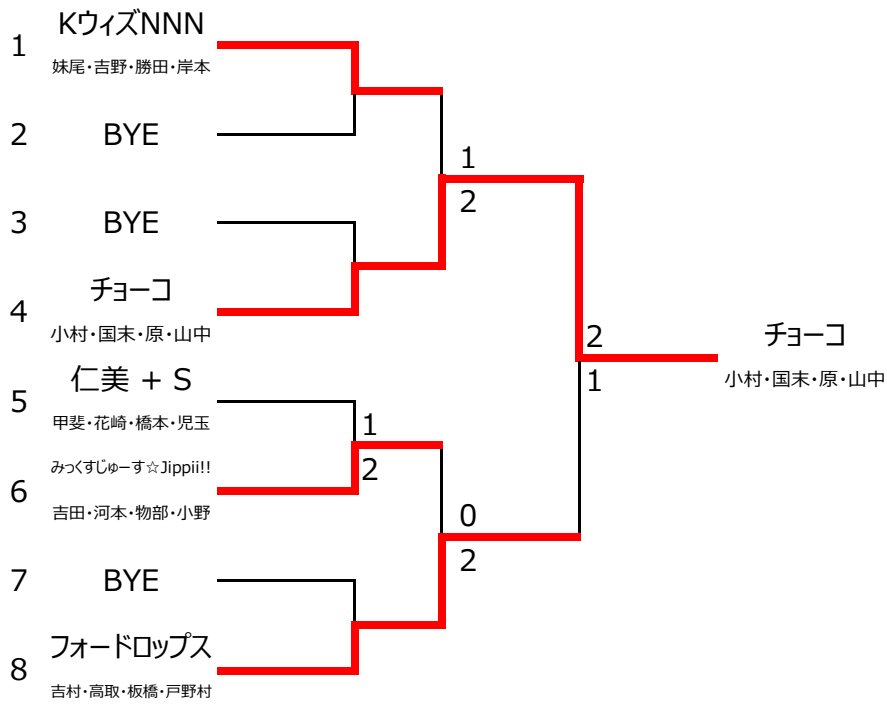 1
KウィズNNN
妹尾・吉野・勝田・岸本
2
BYE
3
BYE
4
チョーコ
小村・国末・原・山中
5
仁美 + S
甲斐・花崎・橋本・児玉
6
みっくすじゅーす☆Jippii!!
吉田・河本・物部・小野
7
BYE
8
フォードロップス
吉村・高取・板橋・戸野村
1
2
1
2
0
2
2
1
チョーコ
小村・国末・原・山中